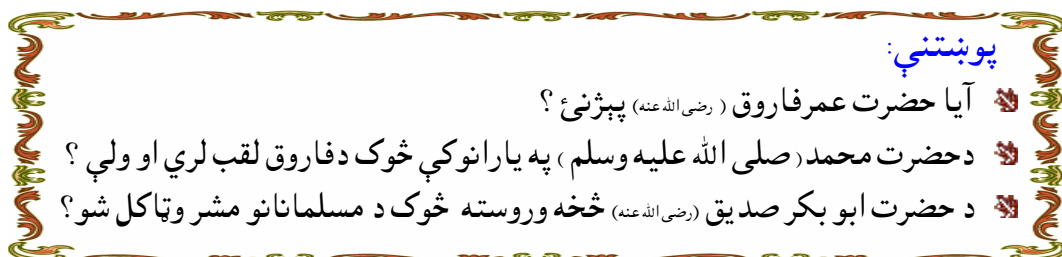 پوښتنې:
آیا حضرت عمرفاروق ( رضی الله عنه) پېژنئ ؟
دحضرت محمد( صلی الله علیه وسلم ) په یارانوکې څوک دفاروق لقب لري او ولې ؟
د حضرت ابو بکر صدیق (رضی الله عنه) څخه وروسته څوک د مسلمانانو مشر وټاکل شو؟